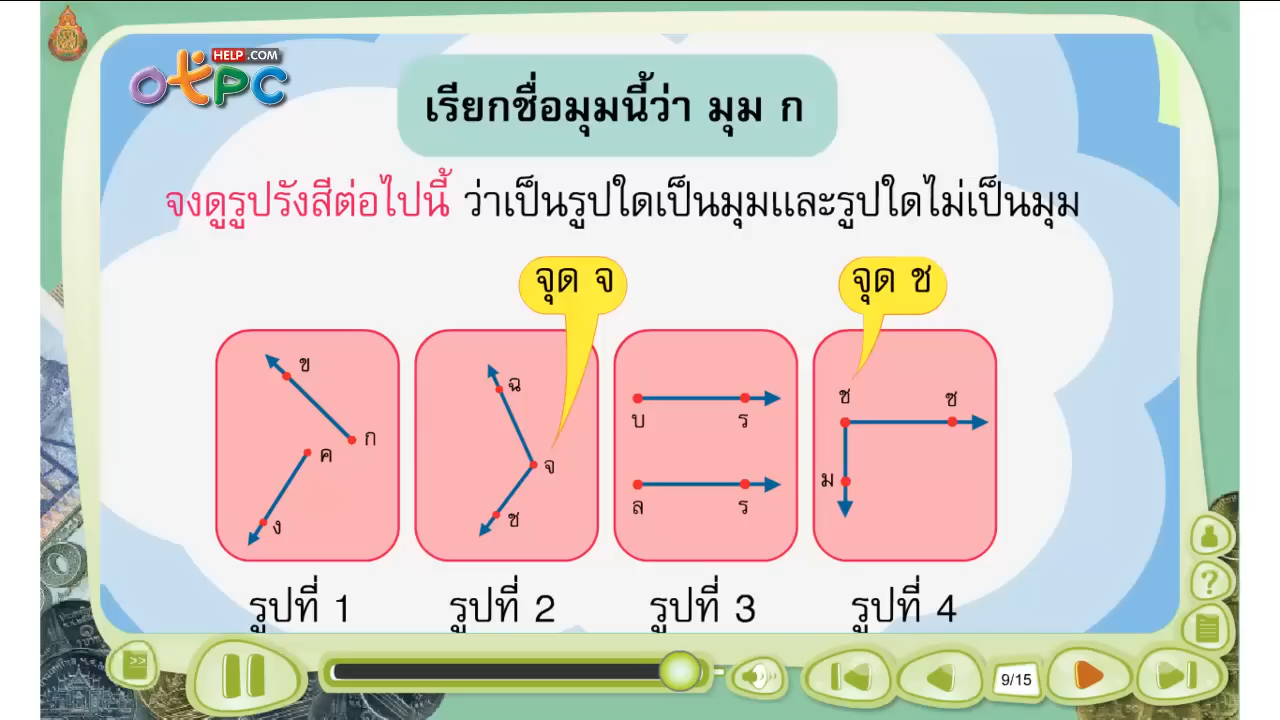 HELP.COM
OTPC
เรียกชื่อมุมนี้ว่า มุม ก
จงดูรูปรังสีต่อไปนี้ ว่าเป็นรูปใดเป็นมุมและรูปใดไม่เป็นมุม
จุด จ
จุด ช
ข
ก
ค
ง
ฉ
จ
ช
บ
ร
ล
ร
ช
ซ
ม
รูปที่ 1
รูปที่ 2
รูปที่ 3
รูปที่ 4
>>
?
9/15